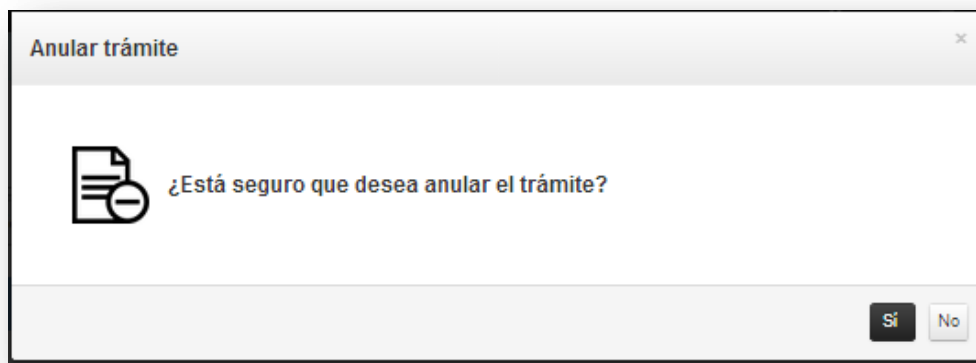 Anular trámite
×
¿Está seguro que desea anular el trámite?
Sí
No